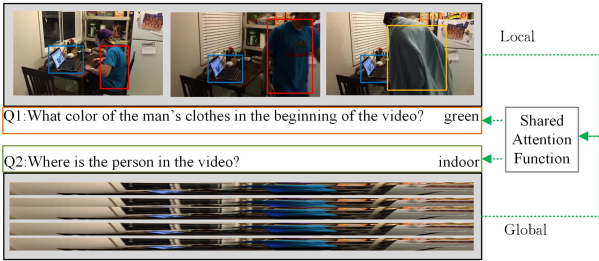 Local
Q1:What color of the man's clothes in the beginning of the video? green
Shared
Attention
Function
Q2:Where is the person in the video? indoor
Global